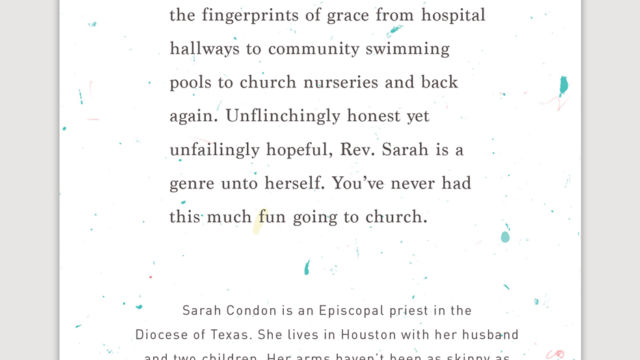 the fingerprints of grace from hospital
hallways to community swimming
pools to church nurseries and back
again. Unflinchingly honest yet
unfailingly hopeful, Rev. Sarah is a
genre unto herself. You've never had
this much fun going to church.
Sarah Condon is an Episcopal priest in the
Diocese of Texas. She lives in Houston with her husband
and two children. Her arms haven't been as skinny as